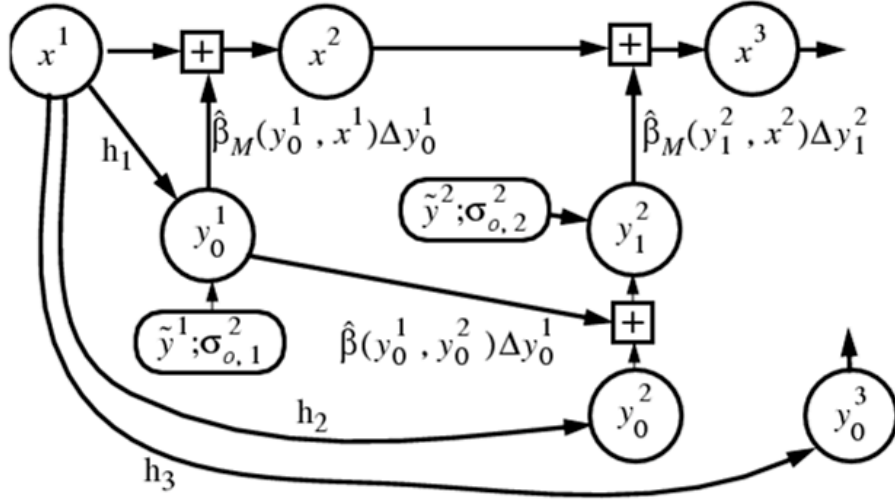 x^1 + x^2 + x^3
h_1 β̂_M(y_0^1, x^1)Δy_0^1 β̂_M(y_1^2, x^2)Δy_1^2
y_0^1 ỹ^2;σ_{o,2}^2 y_1^2
ỹ^1;σ_{o,1}^2 β̂(y_0^1, y_0^2)Δy_0^1 +
h_2 y_0^2 y_0^3
h_3